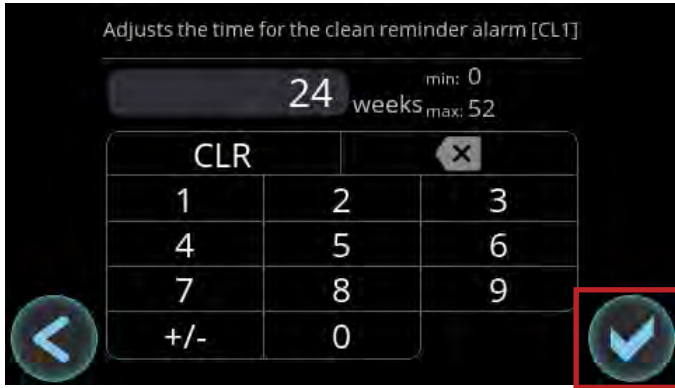 Adjusts the time for the clean reminder alarm [CL1]
24 weeks min: 0
max: 52
CLR
1 2 3
4 5 6
7 8 9
+/- 0